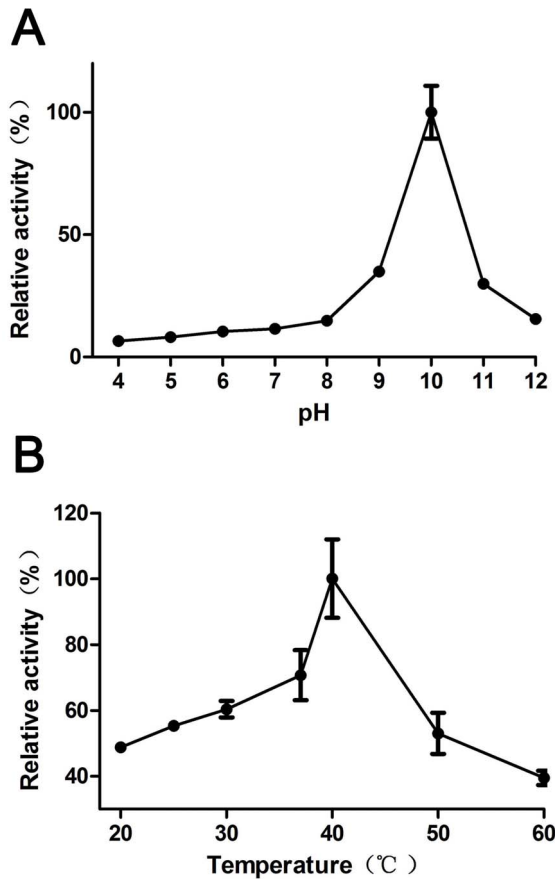 A
Relative activity（%）
100
50
0
4 5 6 7 8 9 10 11 12
pH
B
Relative activity（%）
120
100
80
60
40
20 30 40 50 60
Temperature（℃）